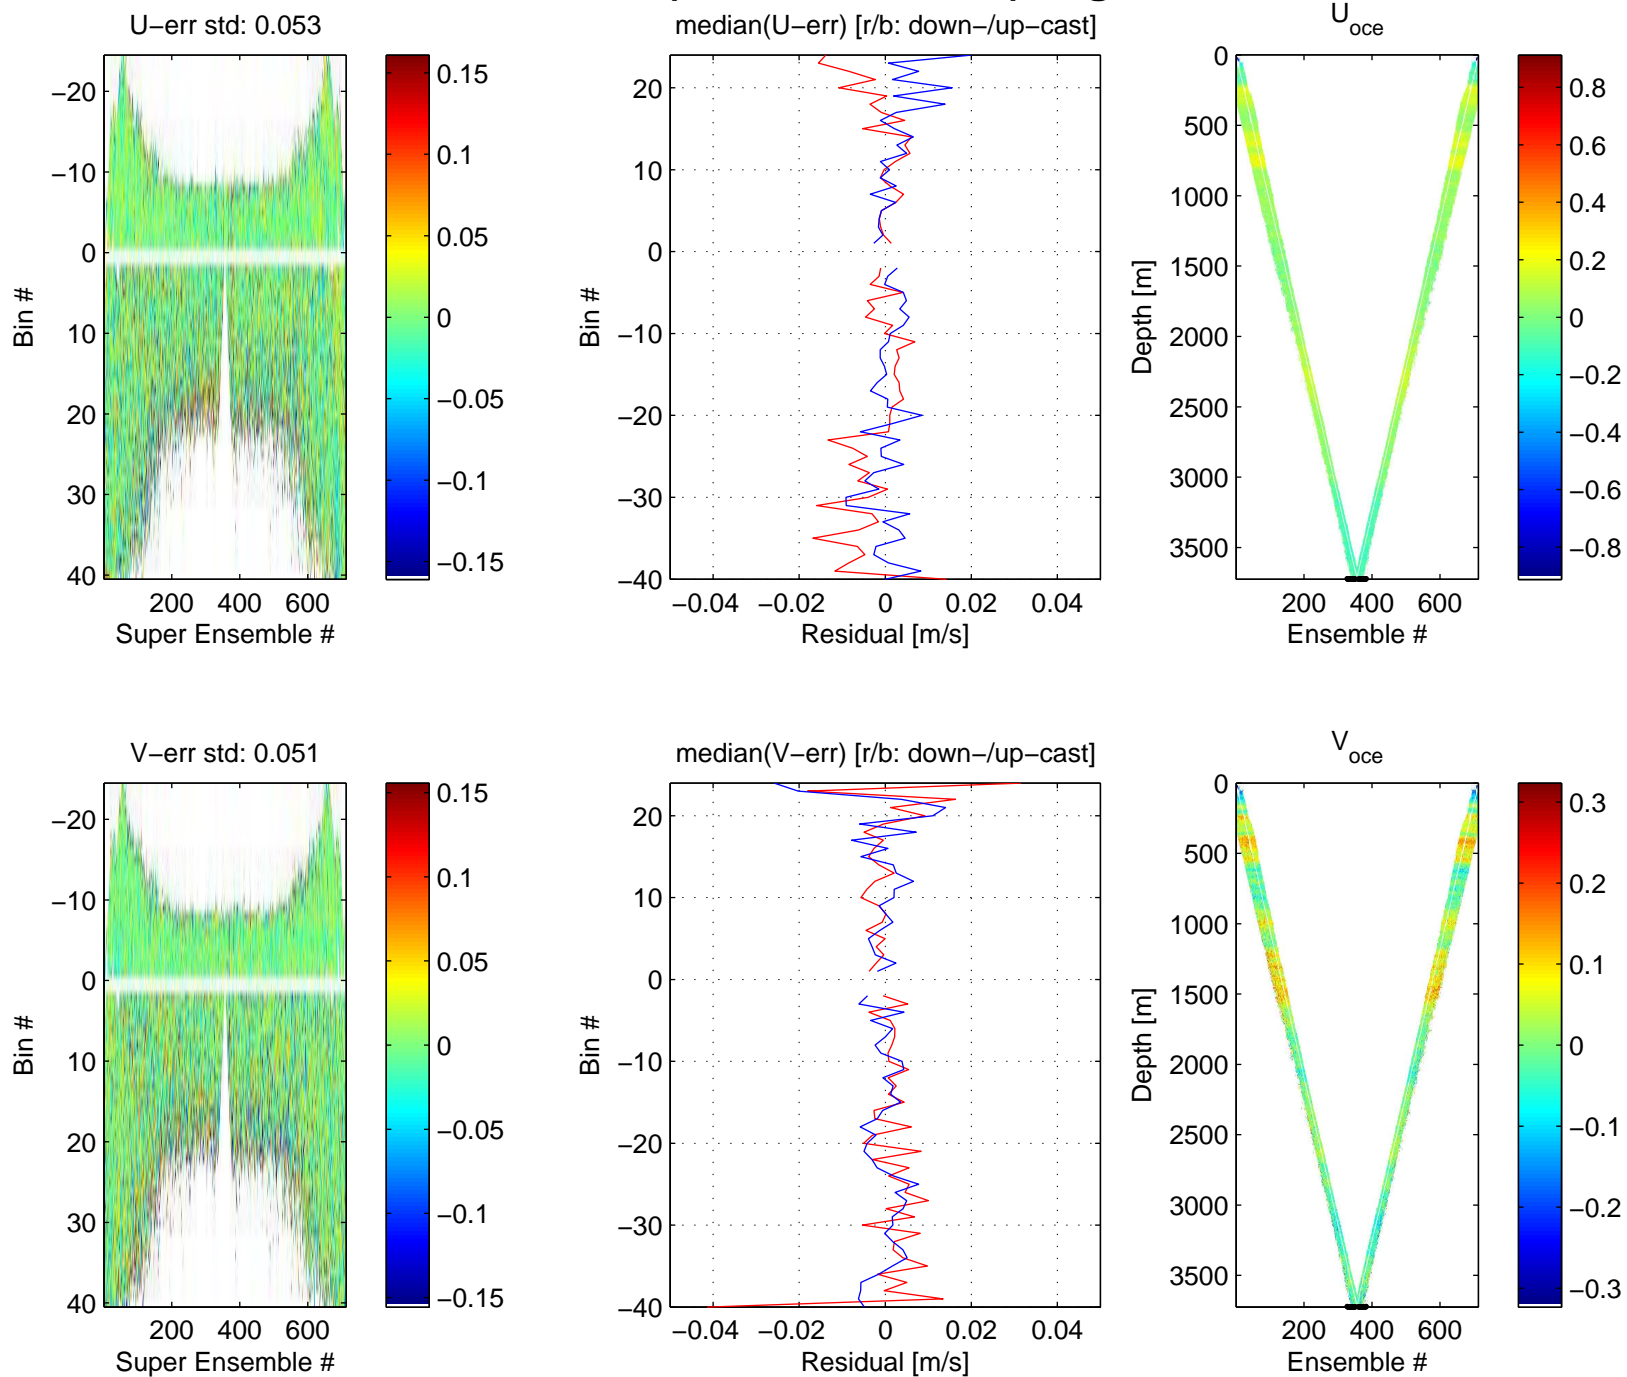 U−err std: 0.053
median(U−err) [r/b: down−/up−cast]
U
oce
−20
−10
0
10
20
30
40
Bin #
200 400 600
Super Ensemble #
0.15
0.1
0.05
0
−0.05
−0.1
−0.15
20
10
0
−10
−20
−30
−40
Bin #
−0.04 −0.02 0 0.02 0.04
Residual [m/s]
0
500
1000
1500
2000
2500
3000
3500
Depth [m]
200 400 600
Ensemble #
0.8
0.6
0.4
0.2
0
−0.2
−0.4
−0.6
−0.8
V−err std: 0.051
median(V−err) [r/b: down−/up−cast]
V
oce
−20
−10
0
10
20
30
40
Bin #
200 400 600
Super Ensemble #
0.15
0.1
0.05
0
−0.05
−0.1
−0.15
20
10
0
−10
−20
−30
−40
Bin #
−0.04 −0.02 0 0.02 0.04
Residual [m/s]
0
500
1000
1500
2000
2500
3000
3500
Depth [m]
200 400 600
Ensemble #
0.3
0.2
0.1
0
−0.1
−0.2
−0.3